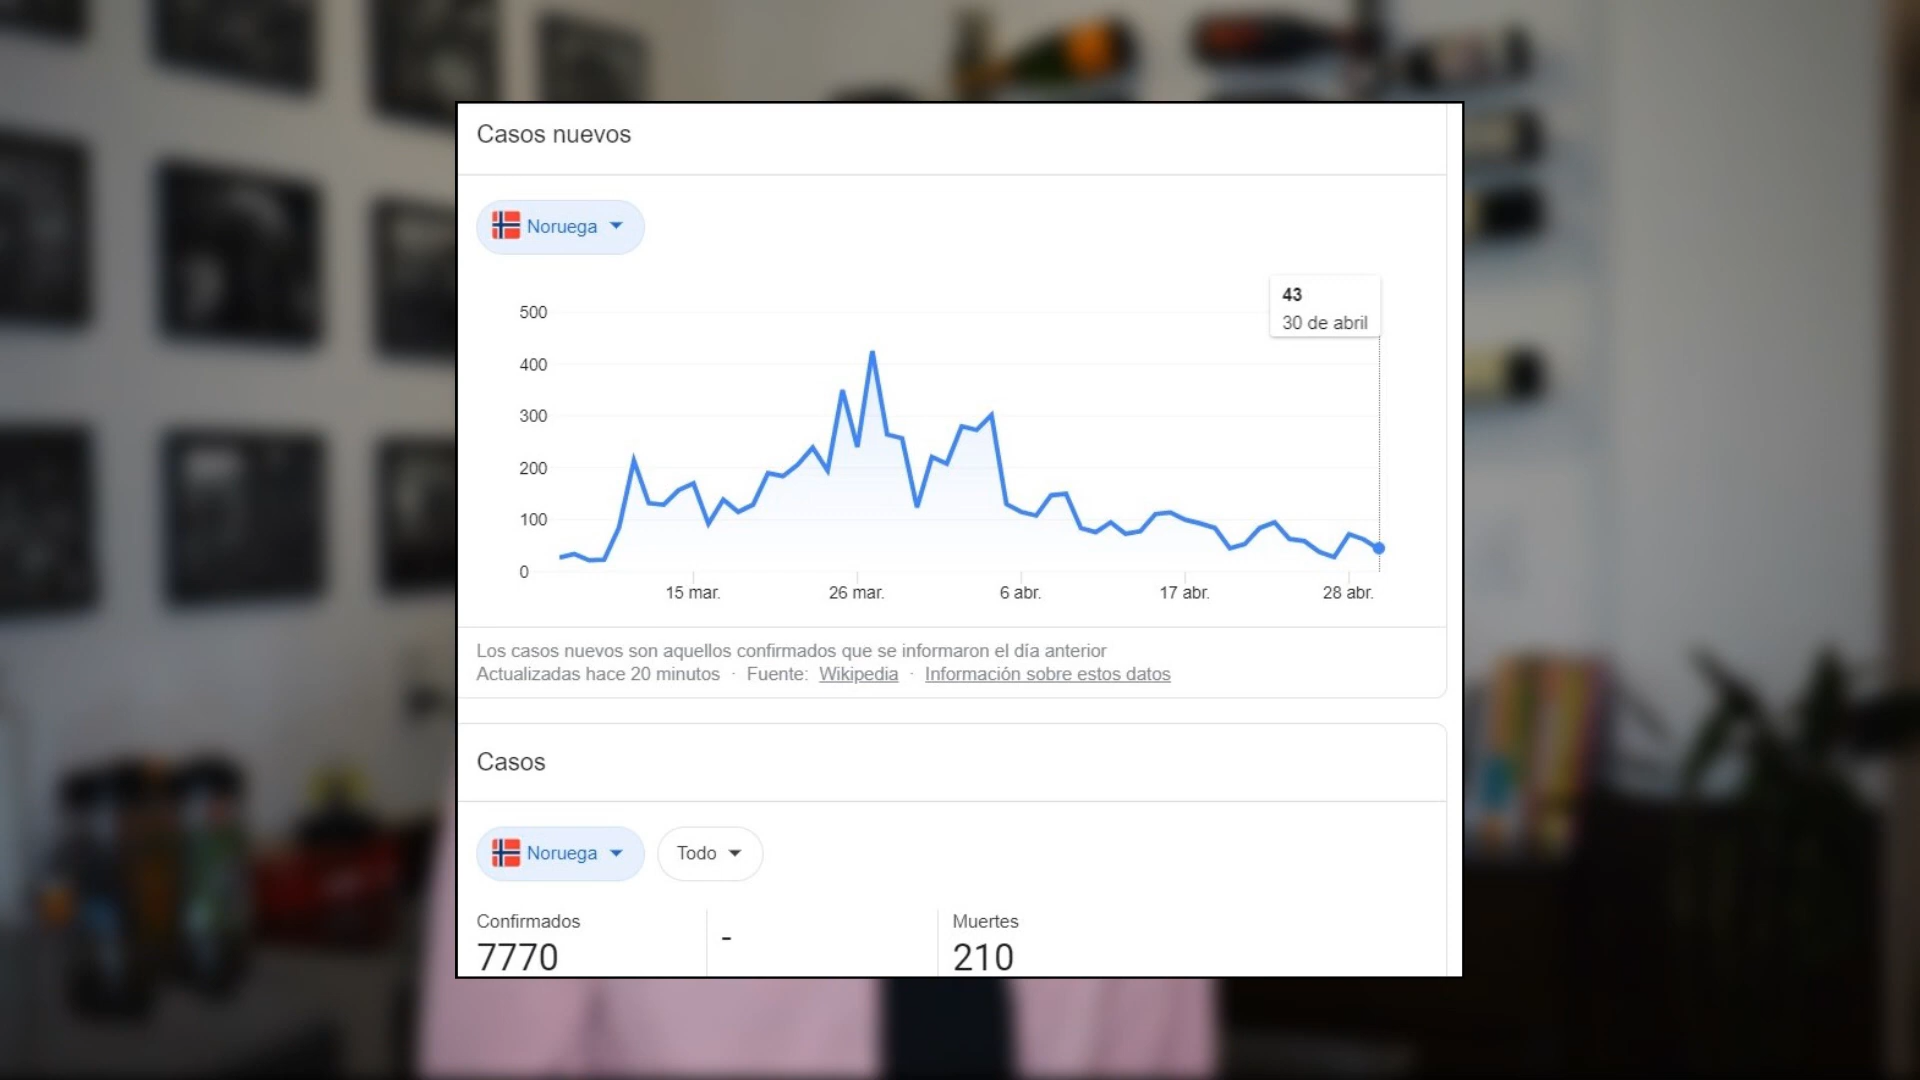 Casos nuevos
Noruega
43
30 de abril
500
400
300
200
100
0
15 mar.
26 mar.
6 abr.
17 abr.
28 abr.
Los casos nuevos son aquellos confirmados que se informaron el día anterior
Actualizadas hace 20 minutos · Fuente: Wikipedia · Información sobre estos datos
Casos
Noruega
Todo
Confirmados
7770
-
Muertes
210